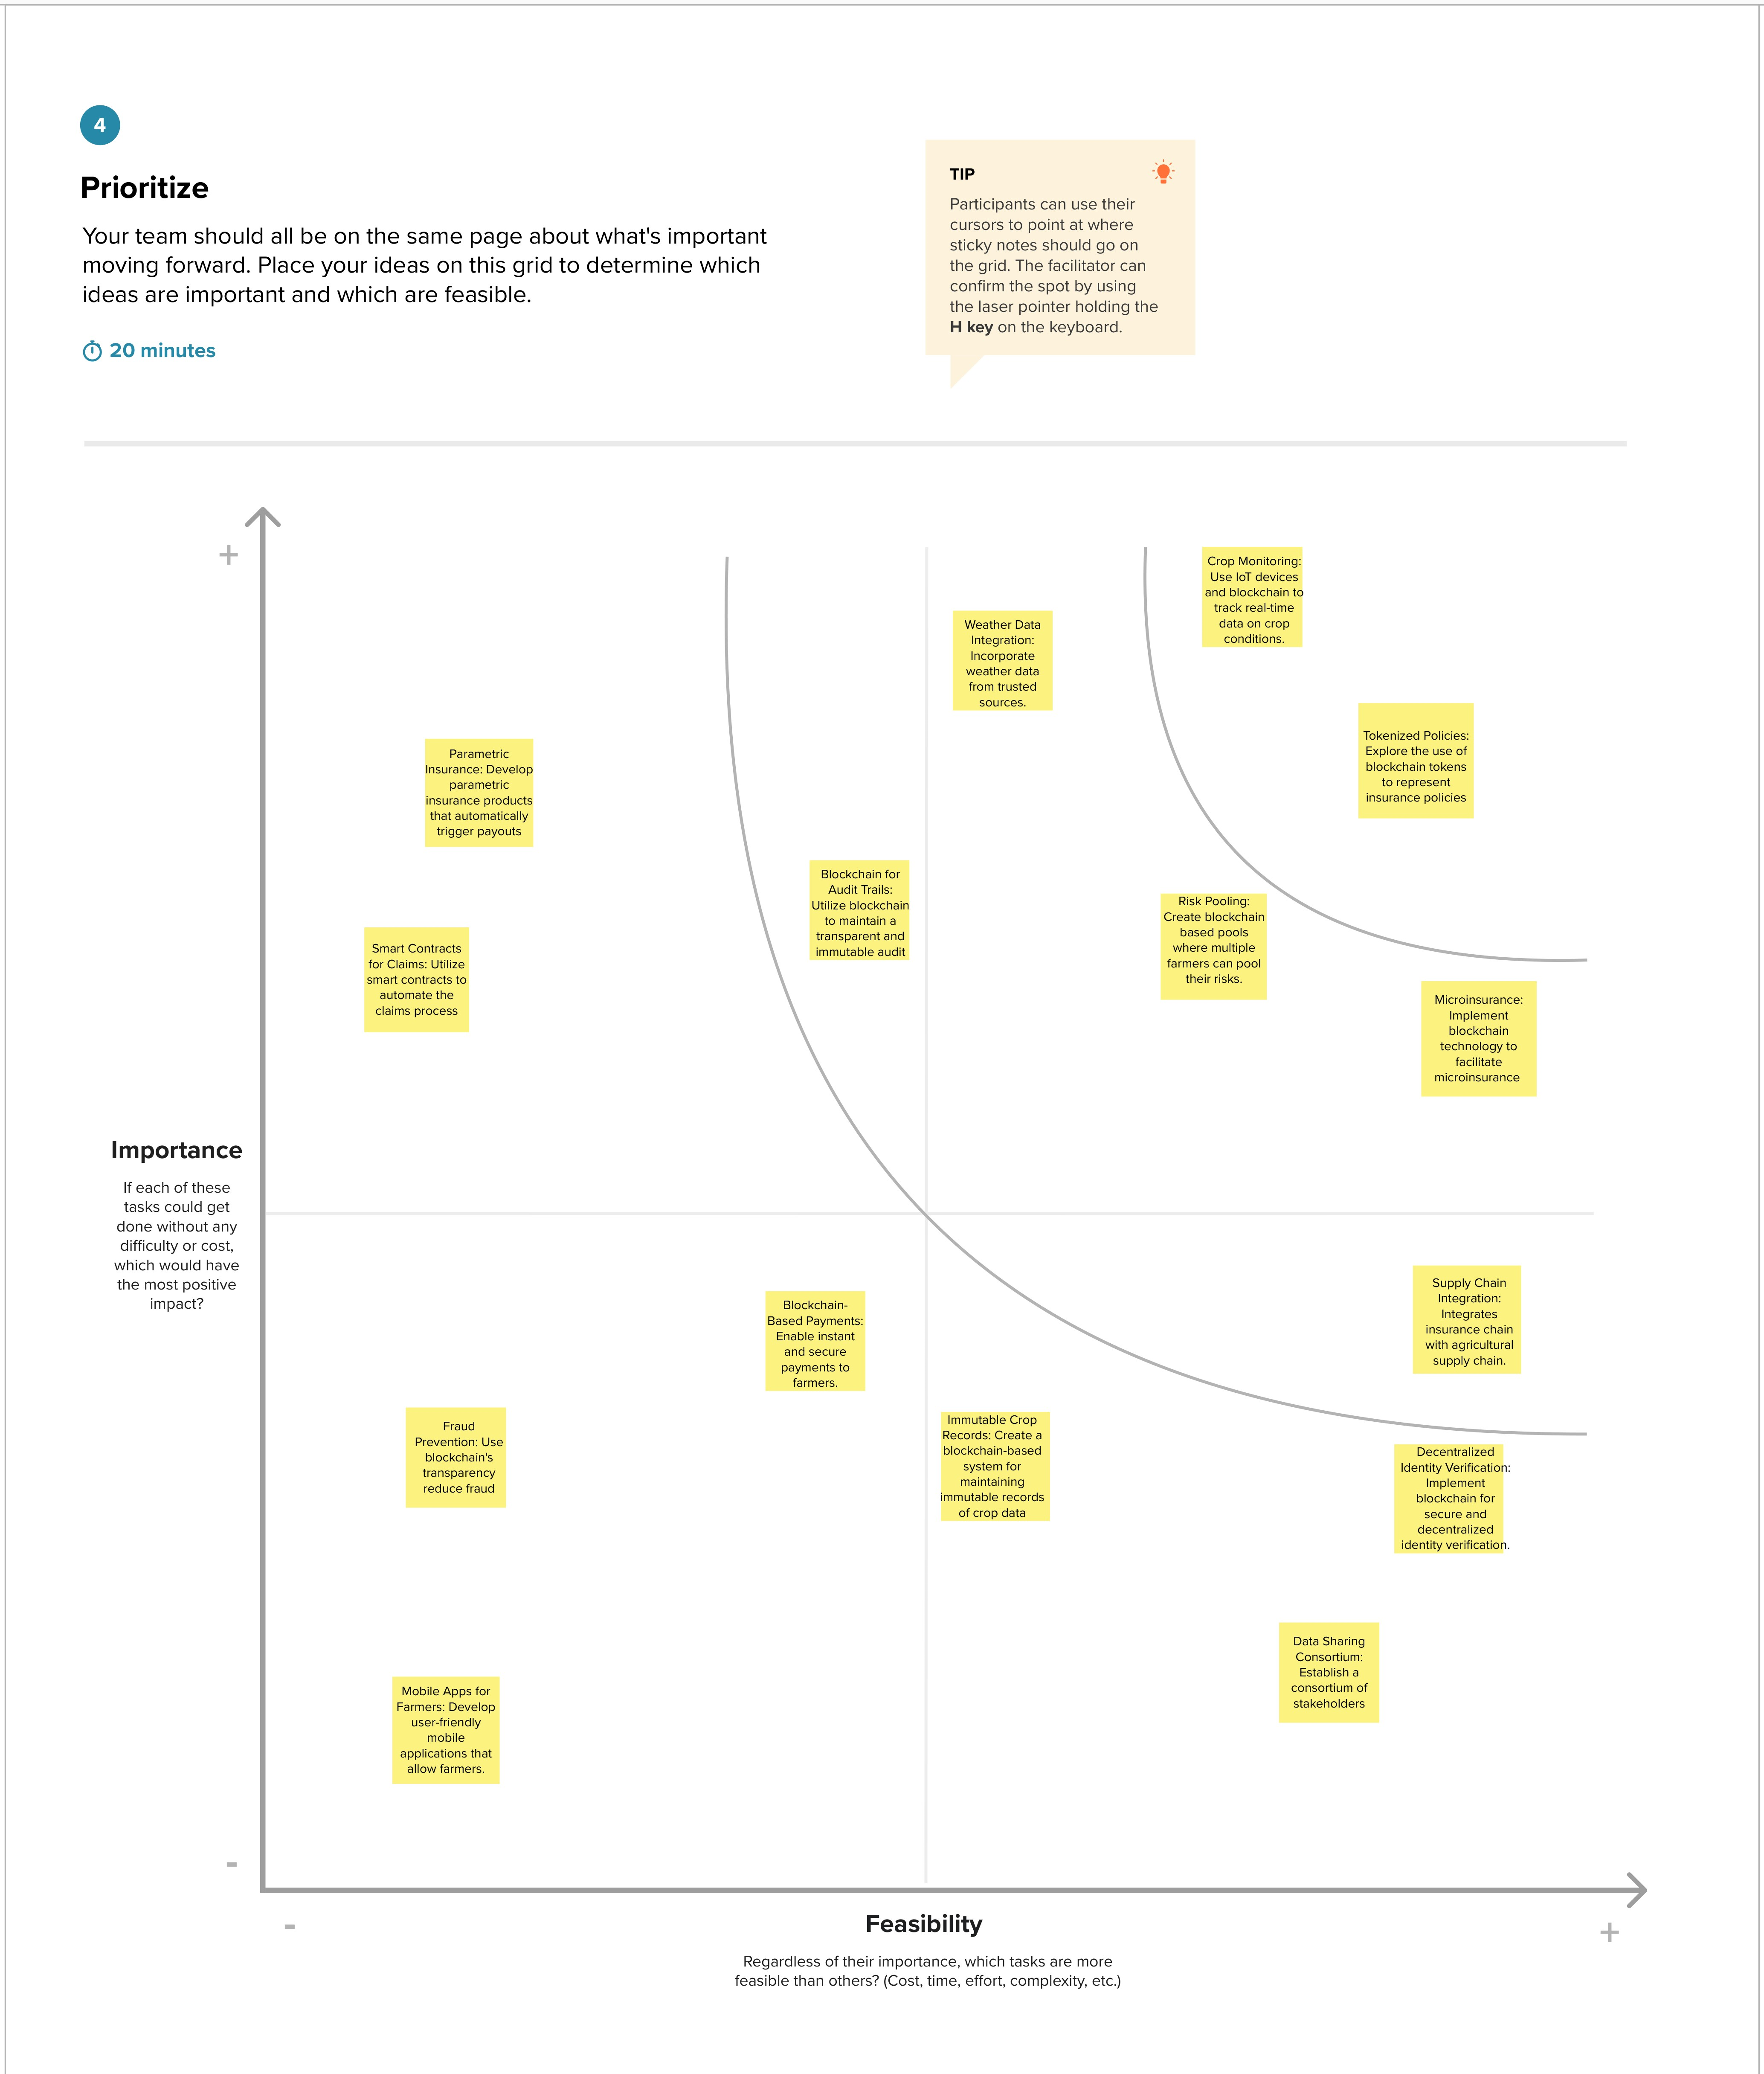 4
Prioritize
Your team should all be on the same page about what's important
moving forward. Place your ideas on this grid to determine which
ideas are important and which are feasible.
20 minutes
TIP
Participants can use their
cursors to point at where
sticky notes should go on
the grid. The facilitator can
confirm the spot by using
the laser pointer holding the
H key on the keyboard.
+
Crop Monitoring:
Use IoT devices
and blockchain to
track real-time
data on crop
conditions.
Weather Data
Integration:
Incorporate
weather data
from trusted
sources.
Tokenized Policies:
Explore the use of
blockchain tokens
to represent
insurance policies
Parametric
Insurance: Develop
parametric
insurance products
that automatically
trigger payouts
Blockchain for
Audit Trails:
Utilize blockchain
to maintain a
transparent and
immutable audit
Risk Pooling:
Create blockchain
based pools
where multiple
farmers can pool
their risks.
Smart Contracts
for Claims: Utilize
smart contracts to
automate the
claims process
Microinsurance:
Implement
blockchain
technology to
facilitate
microinsurance
Importance
If each of these
tasks could get
done without any
difficulty or cost,
which would have
the most positive
impact?
Supply Chain
Integration:
Integrates
insurance chain
with agricultural
supply chain.
Blockchain-
Based Payments:
Enable instant
and secure
payments to
farmers.
Fraud
Prevention: Use
blockchain's
transparency
reduce fraud
Immutable Crop
Records: Create a
blockchain-based
system for
maintaining
immutable records
of crop data
Decentralized
Identity Verification:
Implement
blockchain for
secure and
decentralized
identity verification.
Data Sharing
Consortium:
Establish a
consortium of
stakeholders
Mobile Apps for
Farmers: Develop
user-friendly
mobile
applications that
allow farmers.
-
-
Feasibility
+
Regardless of their importance, which tasks are more
feasible than others? (Cost, time, effort, complexity, etc.)